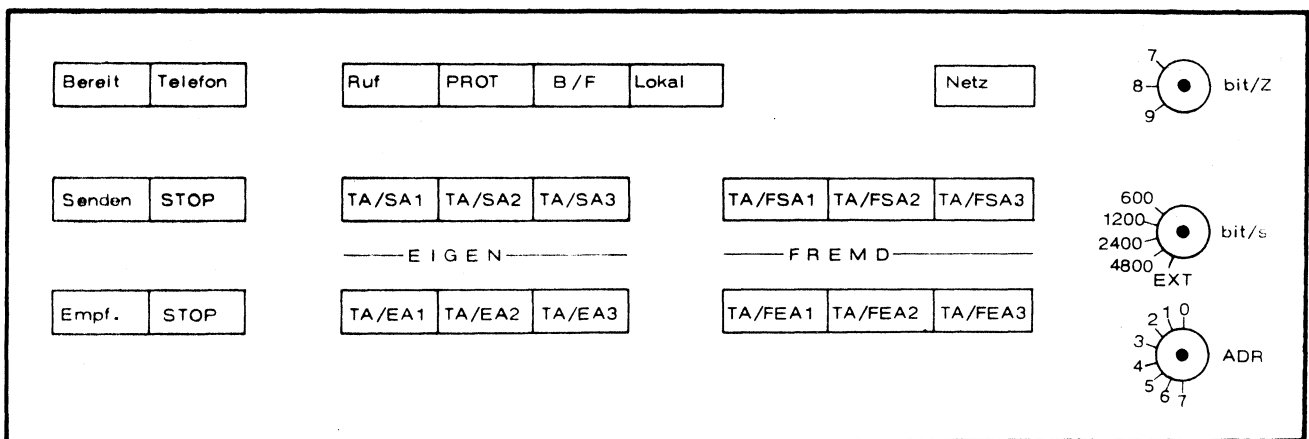 Bereit Telefon Ruf PROT B/F Lokal Netz
7
8
9
bit/Z
Senden STOP TA/SA1 TA/SA2 TA/SA3 TA/FSA1 TA/FSA2 TA/FSA3
600
1200
2400
4800
EXT
bit/s
EIGEN FREMD
Empf. STOP TA/EA1 TA/EA2 TA/EA3 TA/FEA1 TA/FEA2 TA/FEA3
0
1
2
3
4
5
6
7
ADR